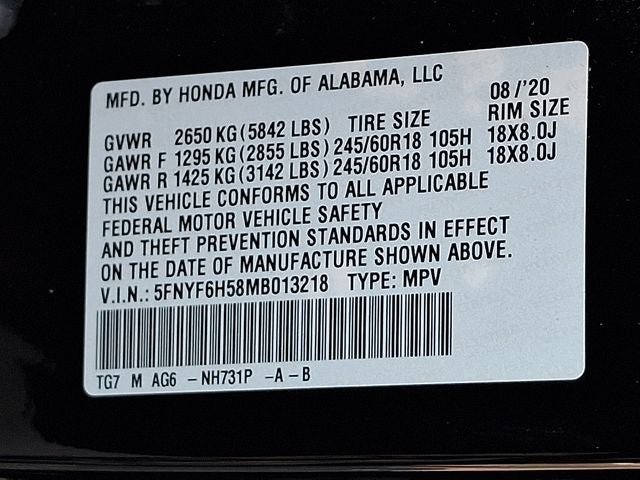 MFD. BY HONDA MFG. OF ALABAMA, LLC
08/'20
GVWR 2650 KG (5842 LBS) TIRE SIZE RIM SIZE
GAWR F 1295 KG (2855 LBS) 245/60R18 105H 18X8.0J
GAWR R 1425 KG (3142 LBS) 245/60R18 105H 18X8.0J
THIS VEHICLE CONFORMS TO ALL APPLICABLE
FEDERAL MOTOR VEHICLE SAFETY
AND THEFT PREVENTION STANDARDS IN EFFECT
ON THE DATE OF MANUFACTURE SHOWN ABOVE.
V.I.N.: 5FNYF6H58MB013218 TYPE: MPV
TG7 M AG6 -NH731P -A-B